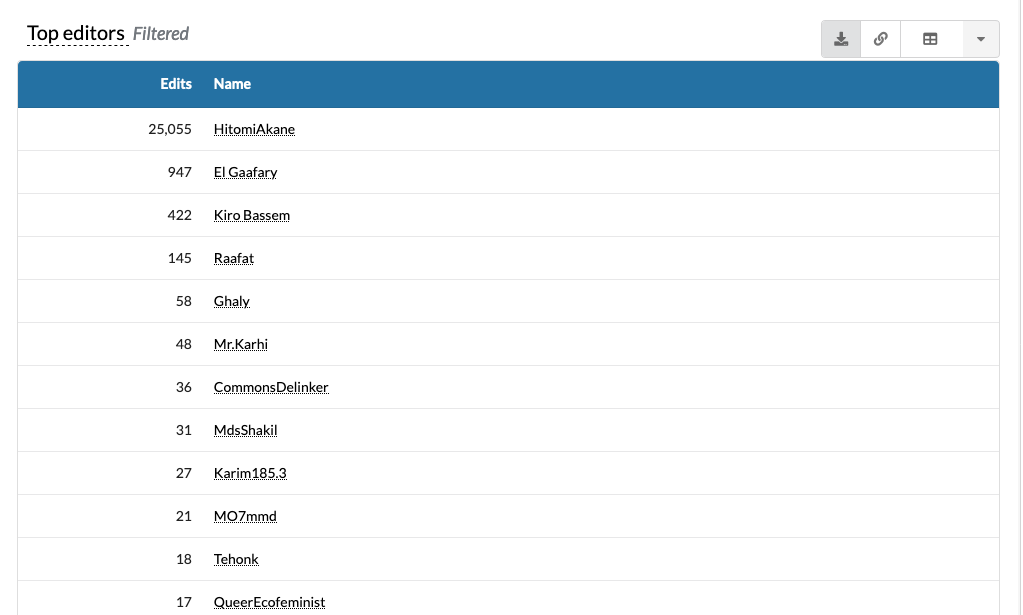 Top editors Filtered
Edits Name
25,055 HitomiAkane
947 El Gaafary
422 Kiro Bassem
145 Raafat
58 Ghaly
48 Mr.Karhi
36 CommonsDelinker
31 MdsShakil
27 Karim185.3
21 MO7mmd
18 Tehonk
17 QueerEcofeminist